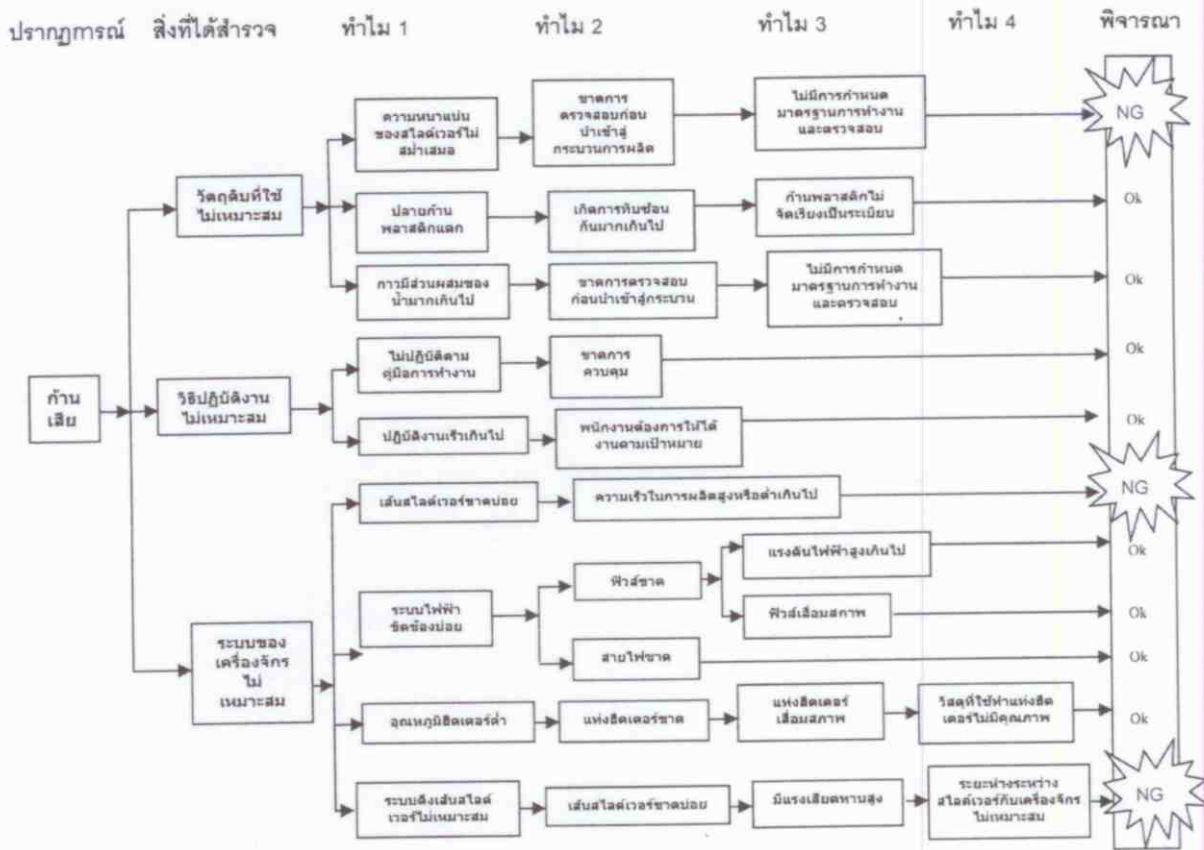 ปรากฏการณ์ สิ่งที่ได้สำรวจ ทำไม 1 ทำไม 2 ทำไม 3 ทำไม 4 พิจารณา
ก้าน
เสีย
วัตถุดิบที่ใช้
ไม่เหมาะสม
ความหนาแน่น
ของสไลด์เวอร์ไม่
สม่ำเสมอ
ขาดการ
ตรวจสอบก่อน
นำเข้าสู่
กระบวนการผลิต
ไม่มีการกำหนด
มาตรฐานการทำงาน
และตรวจสอบ
NG
ปลายก้าน
พลาสติกแตก
เกิดการทับซ้อน
กันมากเกินไป
ก้านพลาสติกไม่
จัดเรียงเป็นระเบียบ
Ok
กาวมีส่วนผสมของ
น้ำมากเกินไป
ขาดการตรวจสอบ
ก่อนนำเข้าสู่กระบวน
ไม่มีการกำหนด
มาตรฐานการทำงาน
และตรวจสอบ
Ok
วิธีปฏิบัติงาน
ไม่เหมาะสม
ไม่ปฏิบัติตาม
คู่มือการทำงาน
ขาดการ
ควบคุม
Ok
ปฏิบัติงานเร็วเกินไป
พนักงานต้องการให้ได้
งานตามเป้าหมาย
Ok
ระบบของ
เครื่องจักร
ไม่
เหมาะสม
เส้นสไลด์เวอร์ขาดบ่อย
ความเร็วในการผลิตสูงหรือต่ำเกินไป
NG
ระบบไฟฟ้า
ขัดข้องบ่อย
ฟิวส์ขาด
แรงดันไฟฟ้าสูงเกินไป
Ok
ฟิวส์เสื่อมสภาพ
Ok
สายไฟขาด
Ok
อุณหภูมิฮีตเตอร์ต่ำ
แท่งฮีตเตอร์ขาด
แท่งฮีตเตอร์
เสื่อมสภาพ
วัสดุที่ใช้ทำแท่งฮีต
เตอร์ไม่มีคุณภาพ
Ok
ระบบดึงเส้นสไลด์
เวอร์ไม่เหมาะสม
เส้นสไลด์เวอร์ขาดบ่อย
มีแรงเสียดทานสูง
ระยะห่างระหว่าง
สไลด์เวอร์กับเครื่องจักร
ไม่เหมาะสม
NG